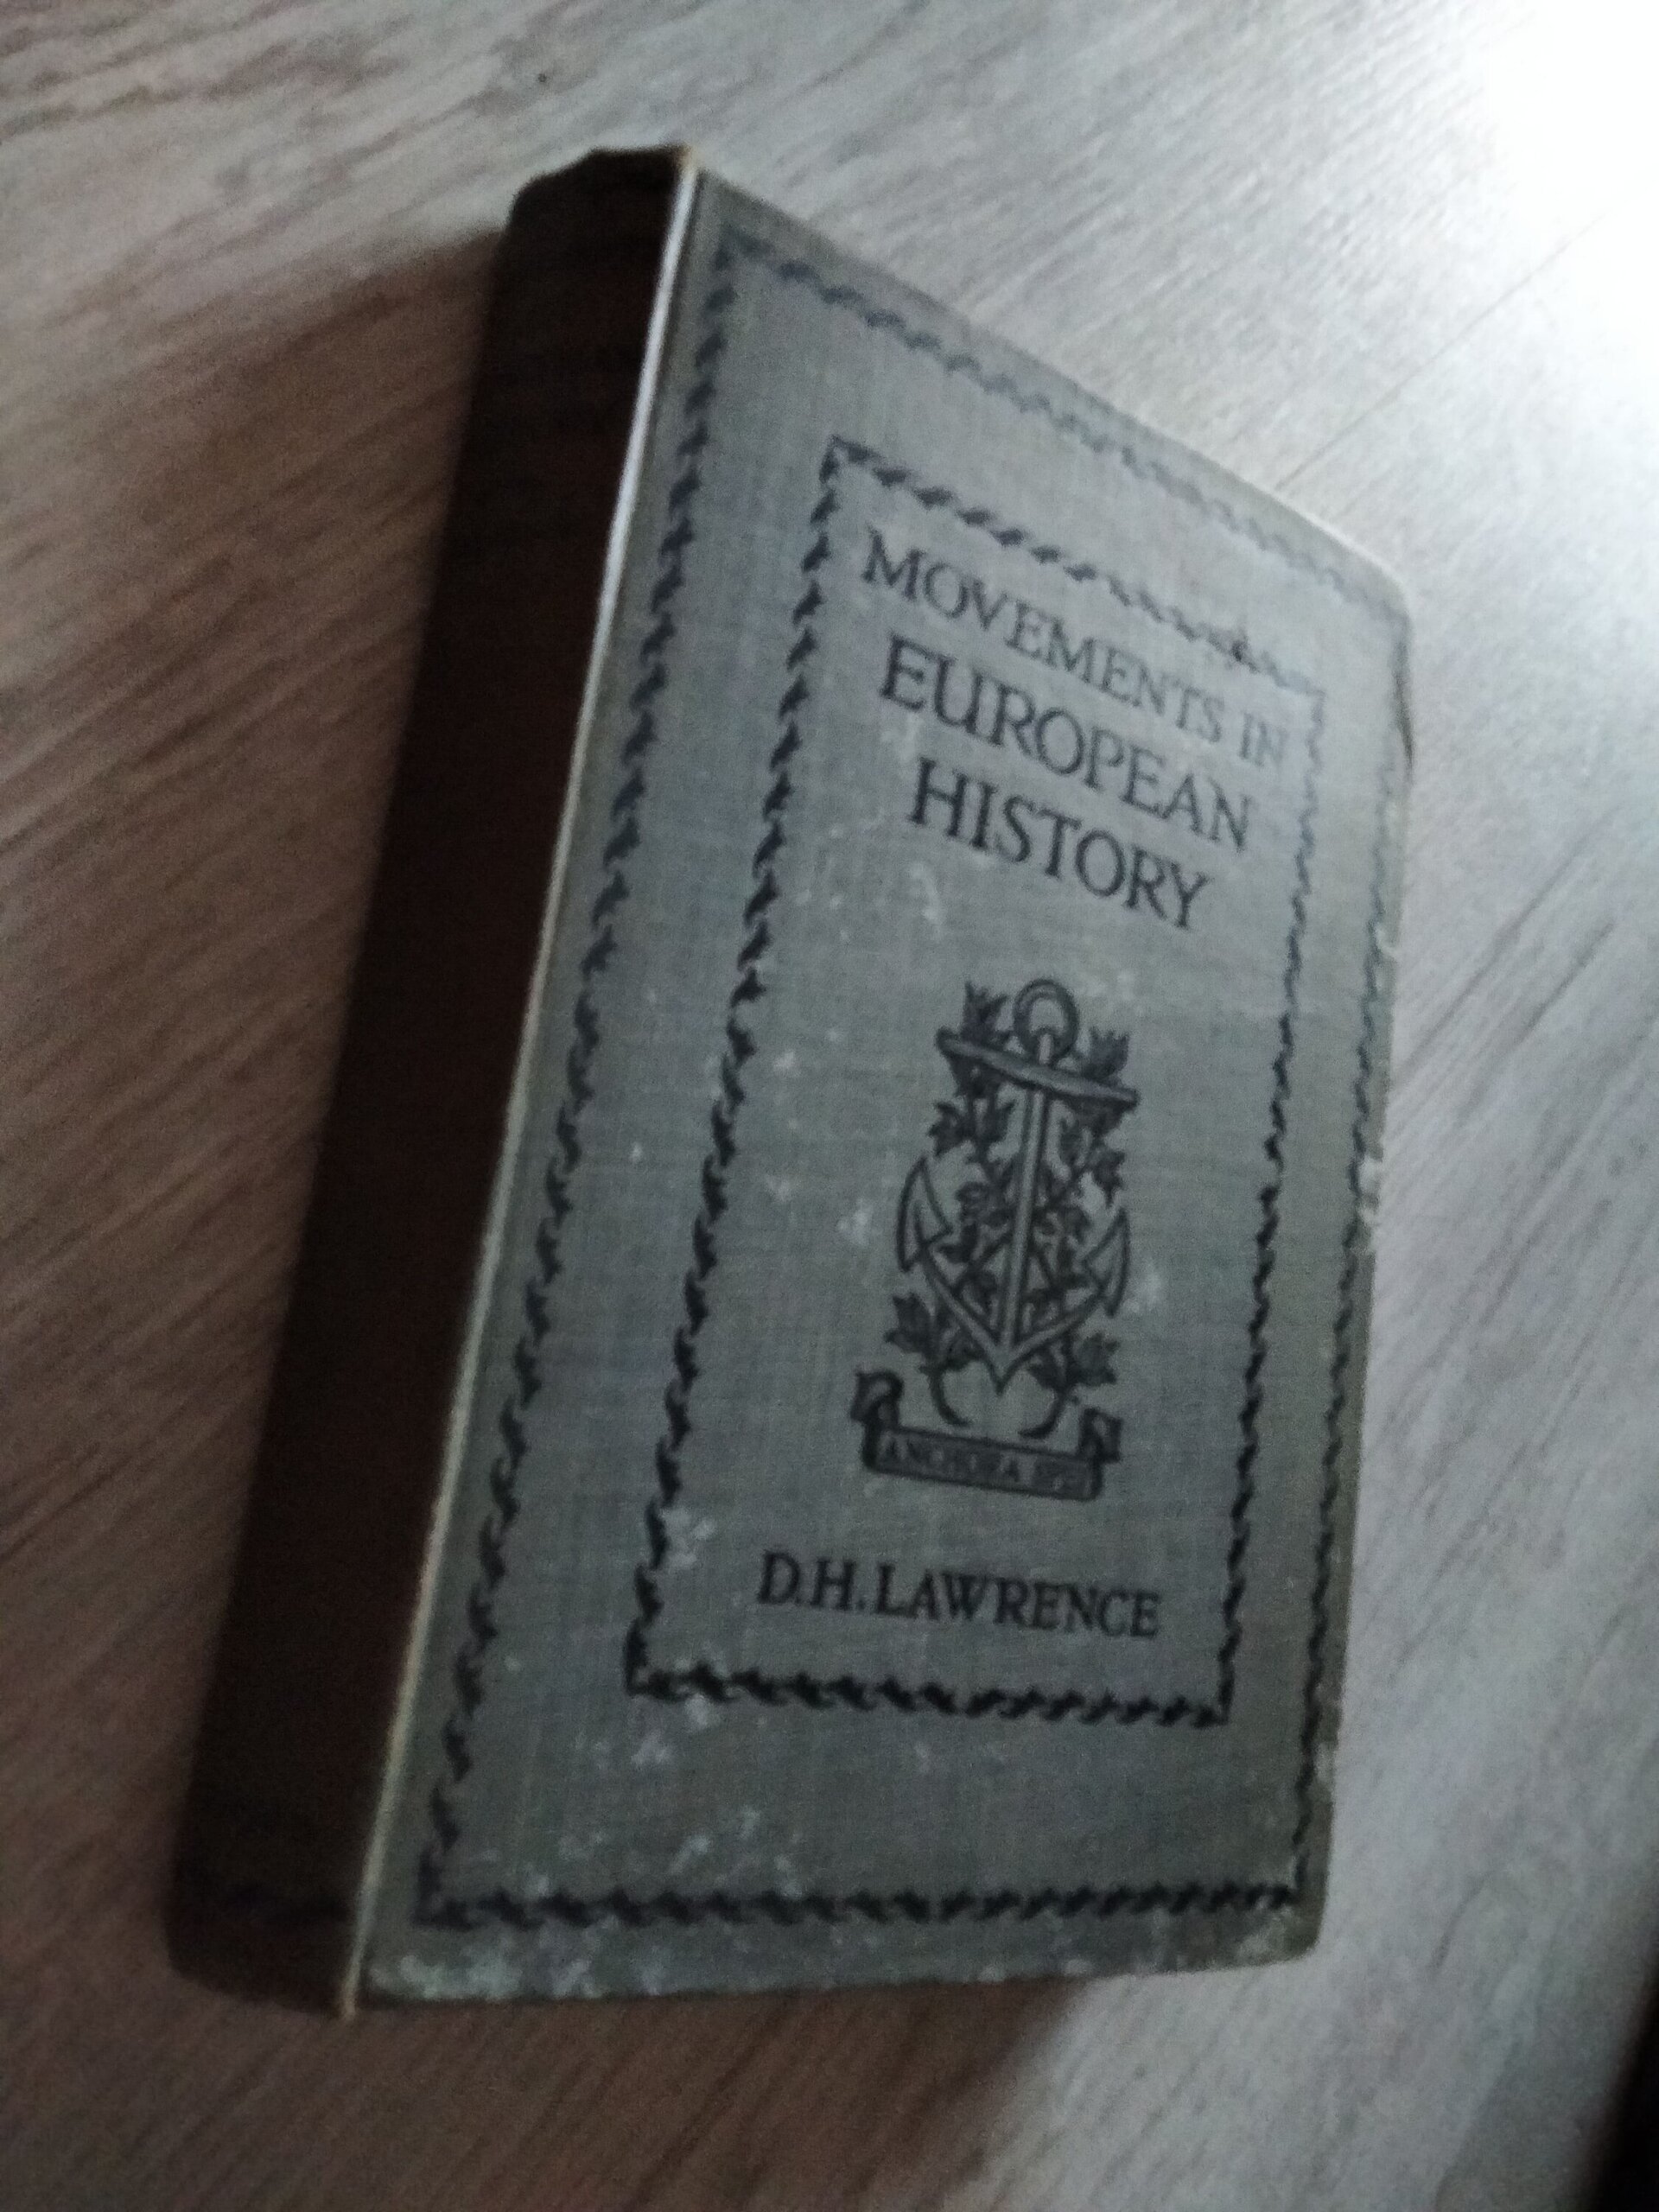 MOVEMENTS IN
EUROPEAN
HISTORY
ANCHORA SPEI
D.H.LAWRENCE